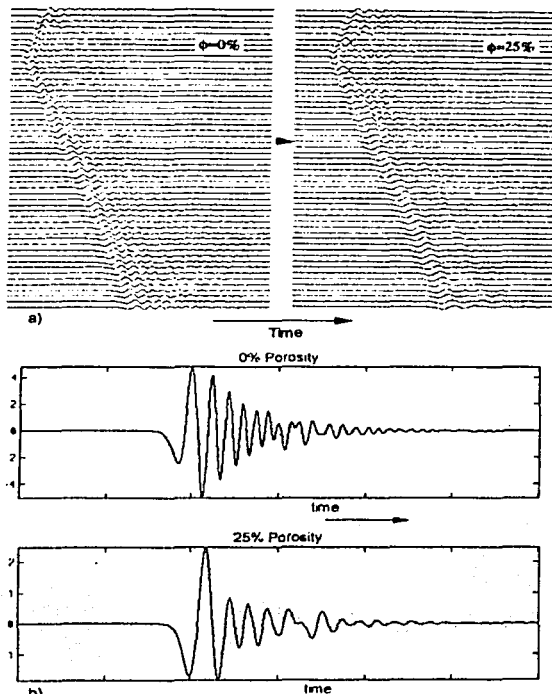 ϕ=0%
ϕ=25%
a)
Time
0% Porosity
4
2
0
-2
-4
time
25% Porosity
2
1
0
1
b)
time